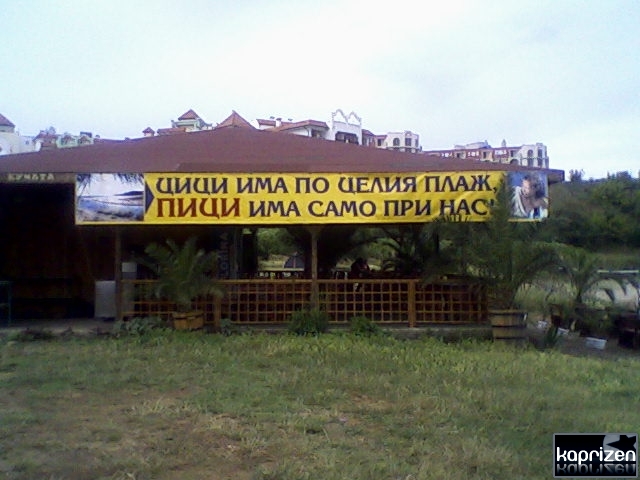 ЦИЦИ ИМА ПО ЦЕЛИЯ ПЛАЖ,
ПИЦИ ИМА САМО ПРИ НАС!
kaprizen